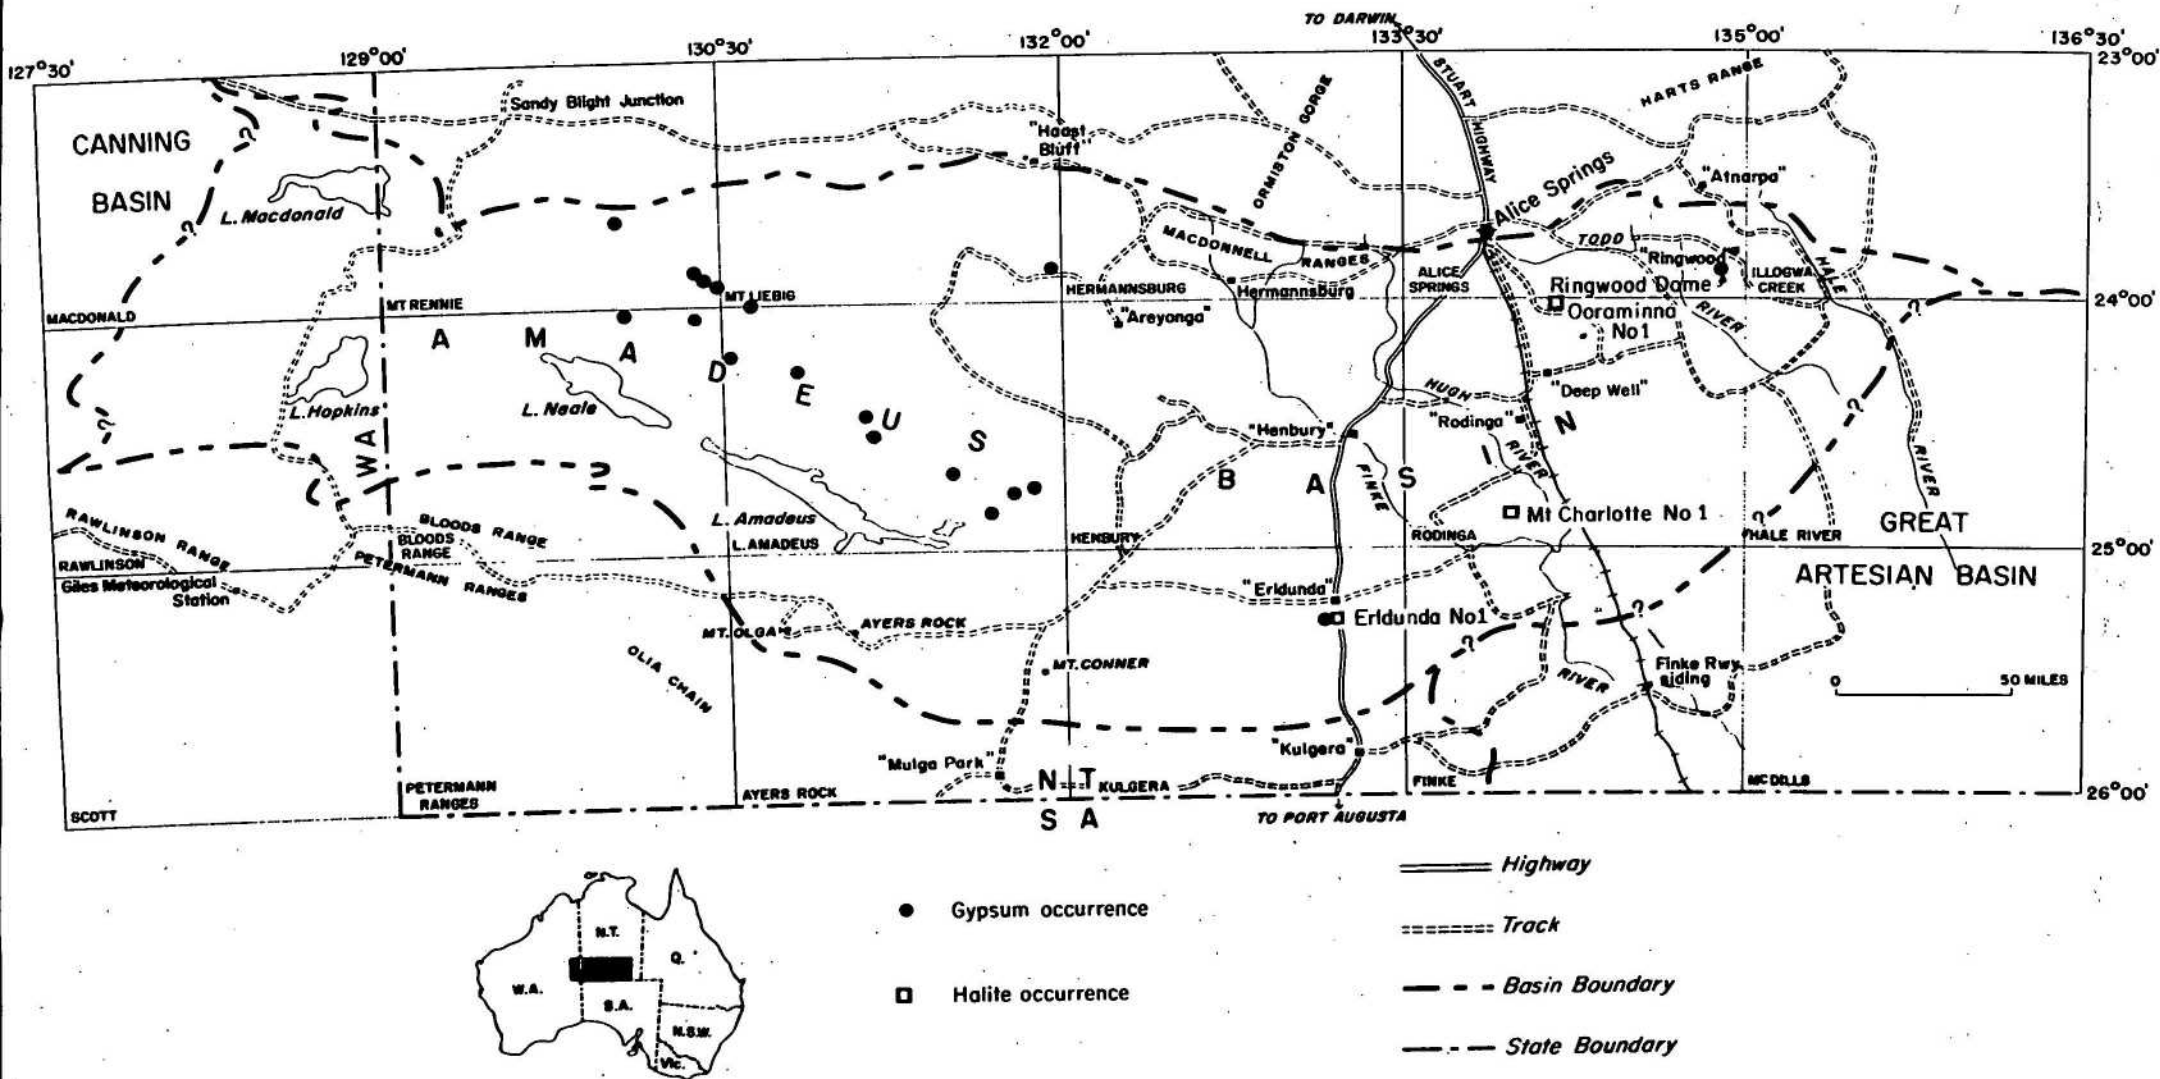 TO DARWIN
127°30'
129°00'
130°30'
132°00'
133°30'
135°00'
136°30'
23°00'
CANNING
BASIN
Sandy Blight Junction
"Haast
Bluff"
ORMISTON GORGE
STUART HIGHWAY
HARTS RANGE
Alice Springs
"Atnarpa"
L. Macdonald
?
?
MACDONNELL
RANGES
TODD
RIVER
"Ringwood"
Ringwood Dome
ILLOGWA
CREEK
HALE
RIVER
MT LIEBIG
HERMANNSBURG
Hermannsburg
ALICE
SPRINGS
Ooraminna
No1
MACDONALD
MT RENNIE
"Areyonga"
24°00'
?
A M A D E U S
B A S I N
L. Hopkins
L. Neale
"Deep Well"
HUGH
RIVER
"Rodinga"
"Henbury"
FINKE
RIVER
?
?
?
WA
?
L. Amadeus
L. AMADEUS
HENBURY
RODINGA
Mt Charlotte No 1
?
HALE RIVER
GREAT
ARTESIAN BASIN
25°00'
RAWLINSON RANGE
RAWLINSON
Giles Meteorological
Station
BLOODS RANGE
BLOODS
RANGE
PETERMANN RANGES
"Erldunda"
Erldunda No1
MT. OLGA
AYERS ROCK
OLIA CHAIN
MT. CONNER
?
?
Finke Rwy
siding
0 50 MILES
"Mulga Park"
"Kulgera"
N T
S A
SCOTT
PETERMANN
RANGES
AYERS ROCK
KULGERA
FINKE
MC DILLS
26°00'
TO PORT AUGUSTA
N.T.
Q.
W.A.
S.A.
N.S.W.
Vic.
Gypsum occurrence
Halite occurrence
Highway
Track
Basin Boundary
State Boundary